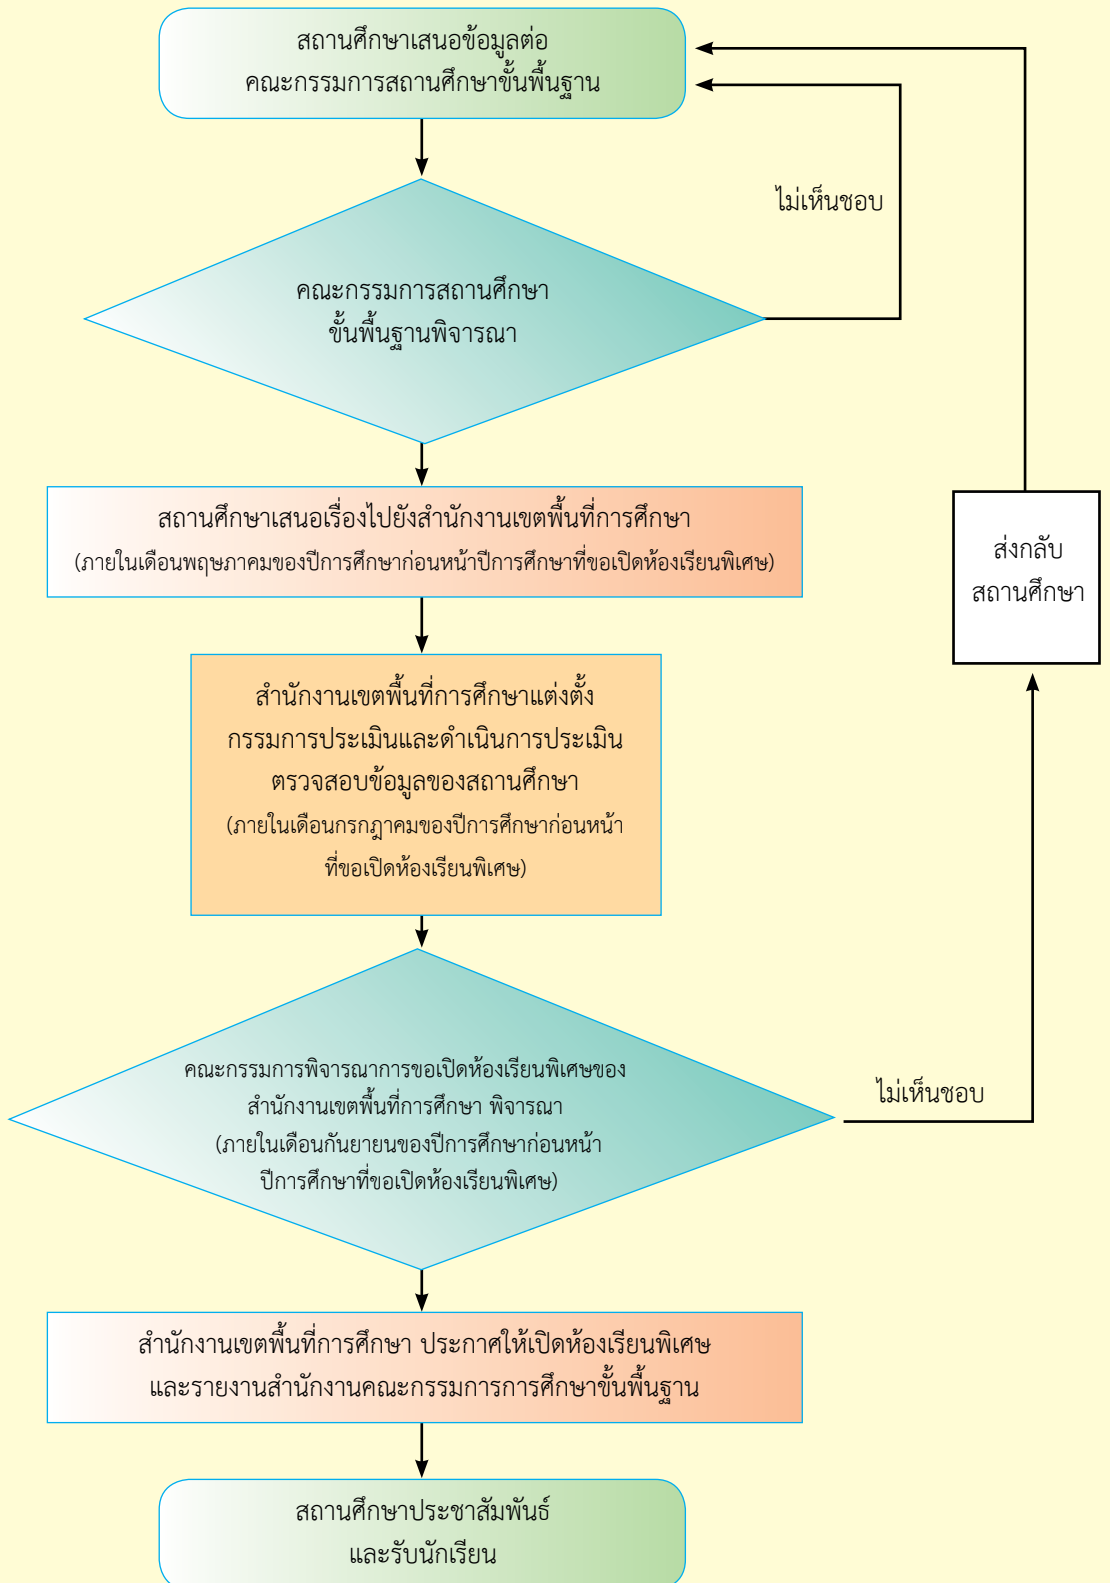 สถานศึกษาเสนอข้อมูลต่อ
คณะกรรมการสถานศึกษาขั้นพื้นฐาน
ไม่เห็นชอบ
คณะกรรมการสถานศึกษา
ขั้นพื้นฐานพิจารณา
สถานศึกษาเสนอเรื่องไปยังสำนักงานเขตพื้นที่การศึกษา
(ภายในเดือนพฤษภาคมของปีการศึกษาก่อนหน้าปีการศึกษาที่ขอเปิดห้องเรียนพิเศษ)
ส่งกลับ
สถานศึกษา
สำนักงานเขตพื้นที่การศึกษาแต่งตั้ง
กรรมการประเมินและดำเนินการประเมิน
ตรวจสอบข้อมูลของสถานศึกษา
(ภายในเดือนกรกฎาคมของปีการศึกษาก่อนหน้า
ที่ขอเปิดห้องเรียนพิเศษ)
คณะกรรมการพิจารณาการขอเปิดห้องเรียนพิเศษของ
สำนักงานเขตพื้นที่การศึกษา พิจารณา
(ภายในเดือนกันยายนของปีการศึกษาก่อนหน้า
ปีการศึกษาที่ขอเปิดห้องเรียนพิเศษ)
ไม่เห็นชอบ
สำนักงานเขตพื้นที่การศึกษา ประกาศให้เปิดห้องเรียนพิเศษ
และรายงานสำนักงานคณะกรรมการการศึกษาขั้นพื้นฐาน
สถานศึกษาประชาสัมพันธ์
และรับนักเรียน